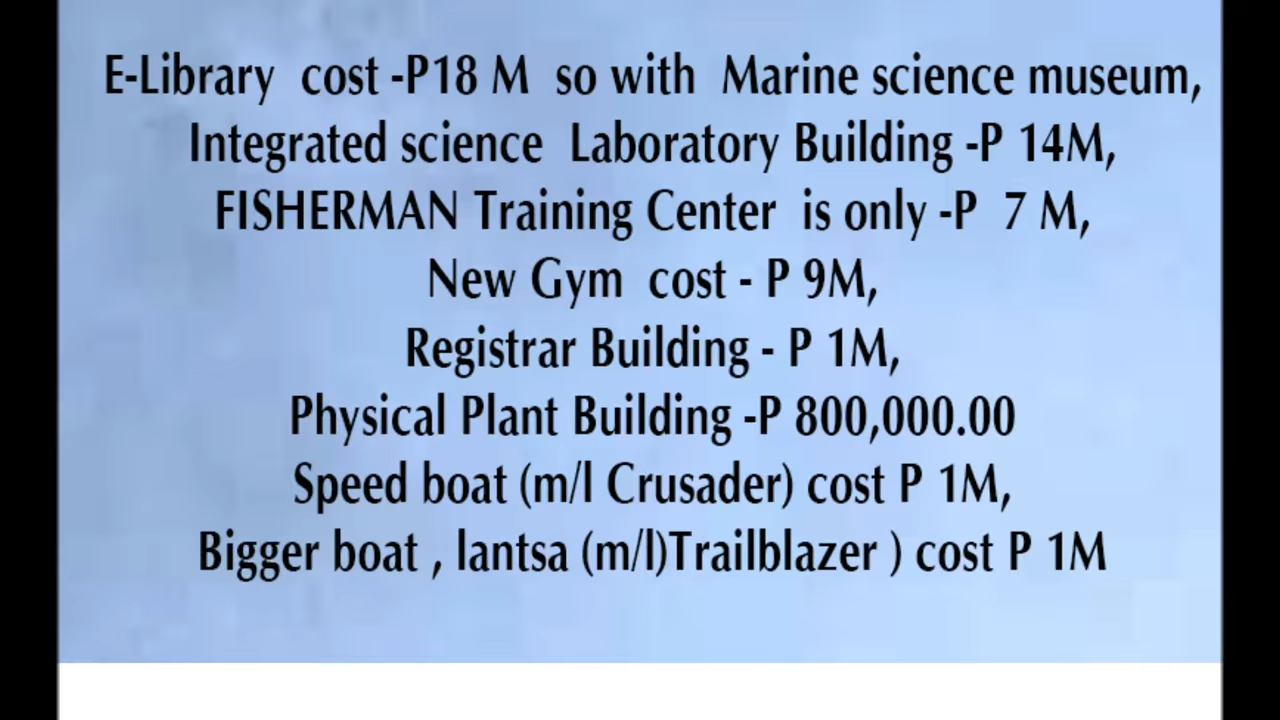 E-Library cost -P18 M so with Marine science museum,
Integrated science Laboratory Building -P 14M,
FISHERMAN Training Center is only -P 7 M,
New Gym cost - P 9M,
Registrar Building - P 1M,
Physical Plant Building -P 800,000.00
Speed boat (m/l Crusader) cost P 1M,
Bigger boat , lantsa (m/l)Trailblazer ) cost P 1M